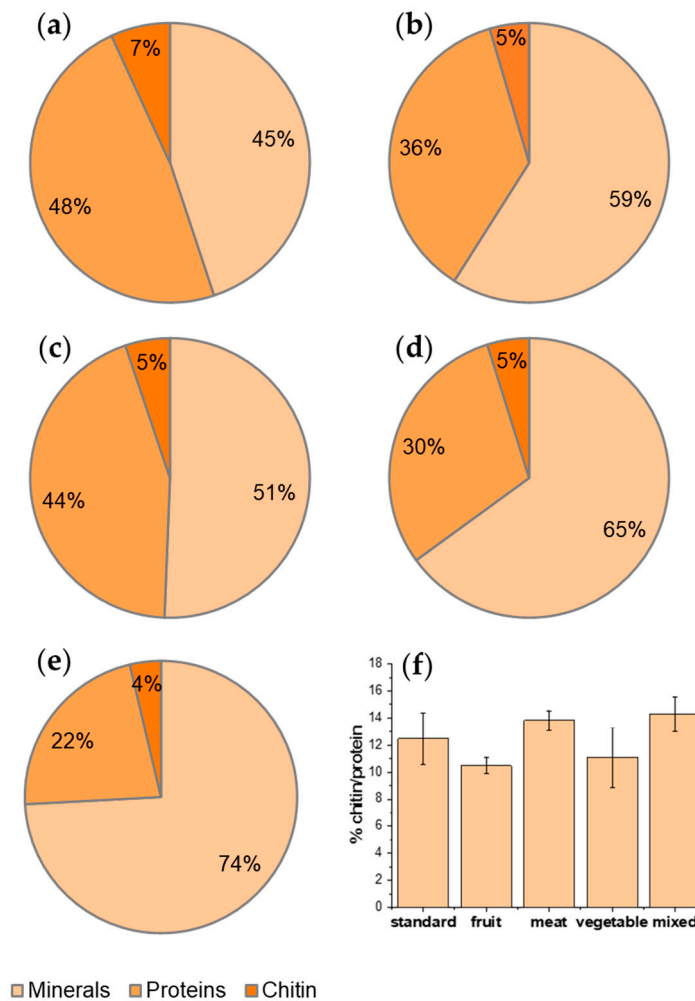 (a)
7%
45%
48%
(b)
5%
36%
59%
(c)
5%
44%
51%
(d)
5%
30%
65%
(e)
4%
22%
74%
(f)
% chitin/protein
18
16
14
12
10
8
6
4
2
0
standard fruit meat vegetable mixed
Minerals Proteins Chitin